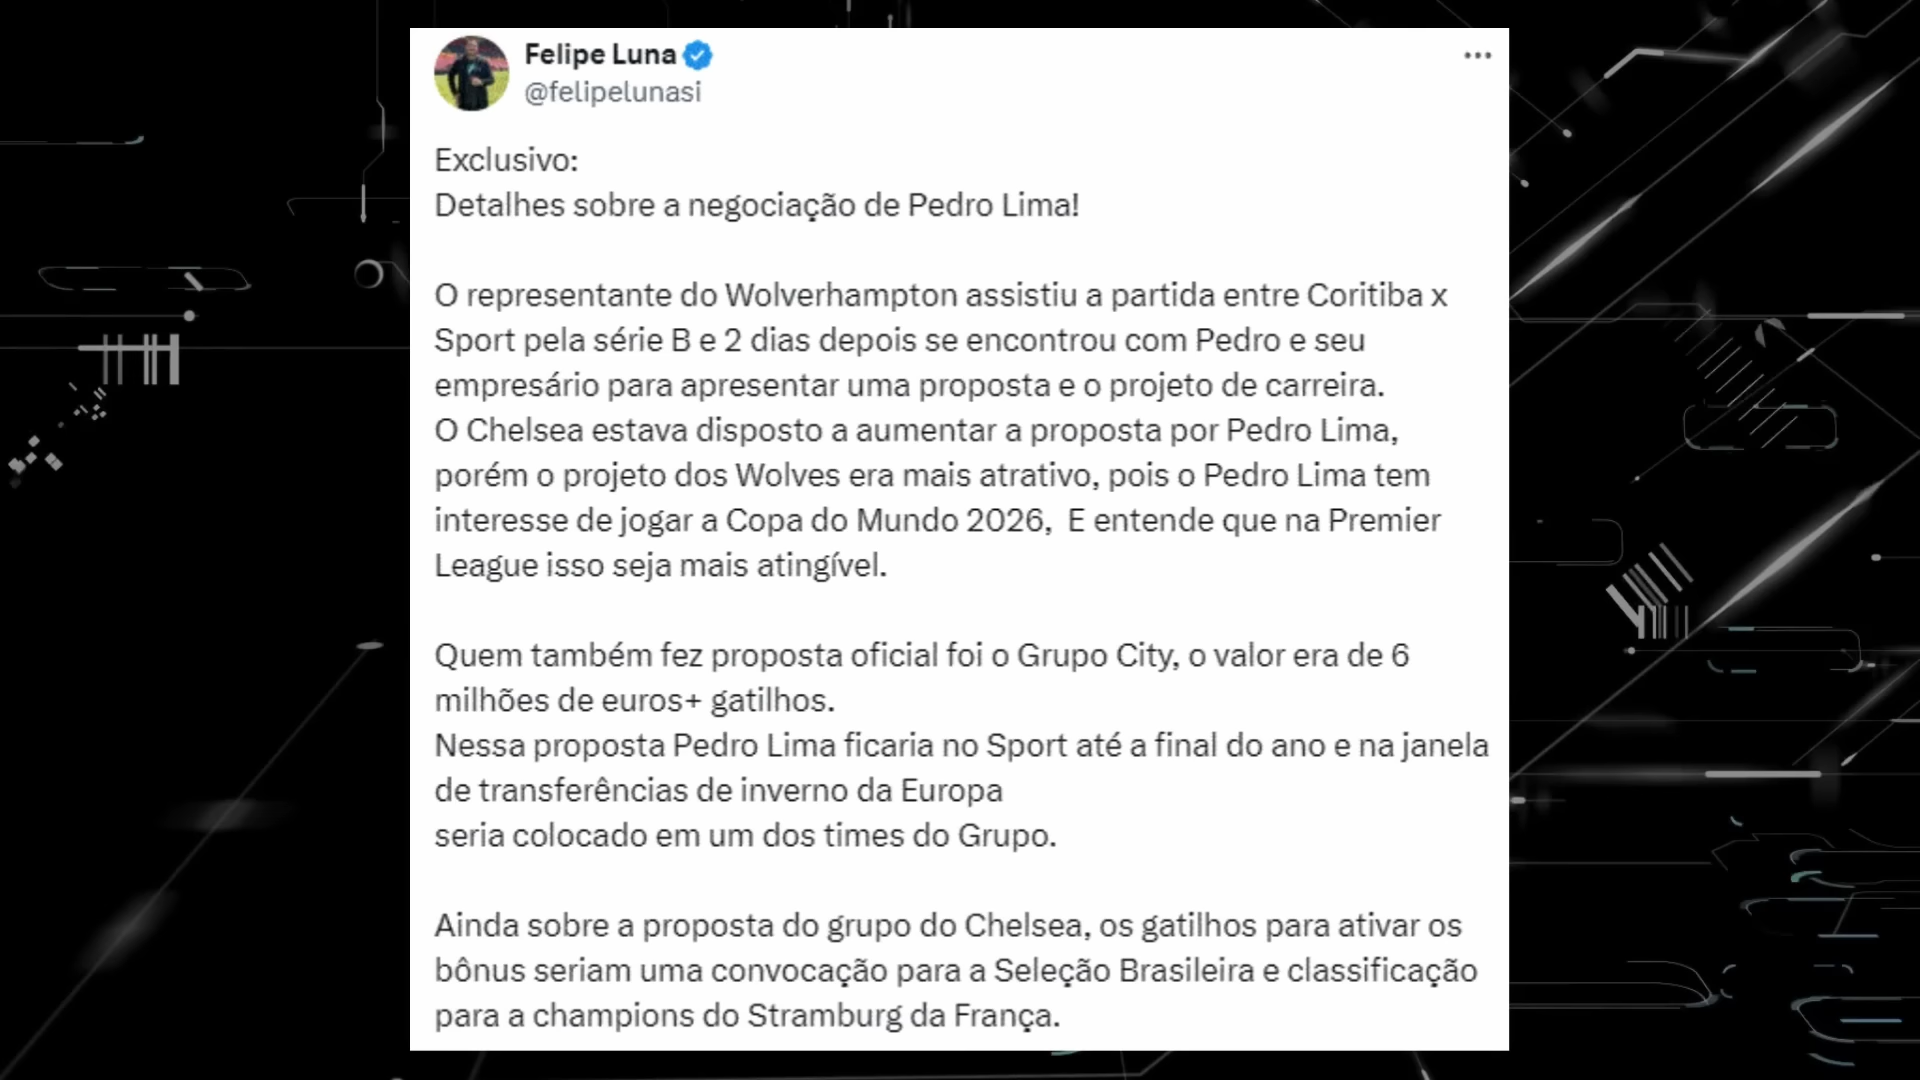 Felipe Luna
@felipelunasi
Exclusivo:
Detalhes sobre a negociação de Pedro Lima!
O representante do Wolverhampton assistiu a partida entre Coritiba x
Sport pela série B e 2 dias depois se encontrou com Pedro e seu
empresário para apresentar uma proposta e o projeto de carreira.
O Chelsea estava disposto a aumentar a proposta por Pedro Lima,
porém o projeto dos Wolves era mais atrativo, pois o Pedro Lima tem
interesse de jogar a Copa do Mundo 2026,  E entende que na Premier
League isso seja mais atingível.
Quem também fez proposta oficial foi o Grupo City, o valor era de 6
milhões de euros+ gatilhos.
Nessa proposta Pedro Lima ficaria no Sport até a final do ano e na janela
de transferências de inverno da Europa
seria colocado em um dos times do Grupo.
Ainda sobre a proposta do grupo do Chelsea, os gatilhos para ativar os
bônus seriam uma convocação para a Seleção Brasileira e classificação
para a champions do Stramburg da França.